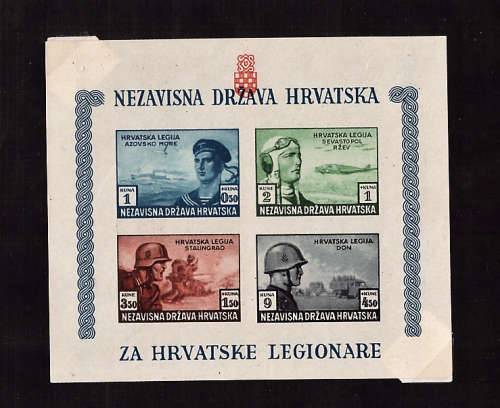 NEZAVISNA DRŽAVA HRVATSKA
HRVATSKA LEGIJA
AZOVSKO MORE
KUNA
1
+KUNA
0'50
NEZAVISNA DRŽAVA HRVATSKA
HRVATSKA LEGIJA
SEVASTOPOL
RŽEV
KUNE
2
+KUNA
1
NEZAVISNA DRŽAVA HRVATSKA
HRVATSKA LEGIJA
STALINGRAD
KUNE
3'50
+KUNA
1'50
NEZAVISNA DRŽAVA HRVATSKA
HRVATSKA LEGIJA
DON
KUNA
9
+KUNE
4'50
NEZAVISNA DRŽAVA HRVATSKA
ZA HRVATSKE LEGIONARE